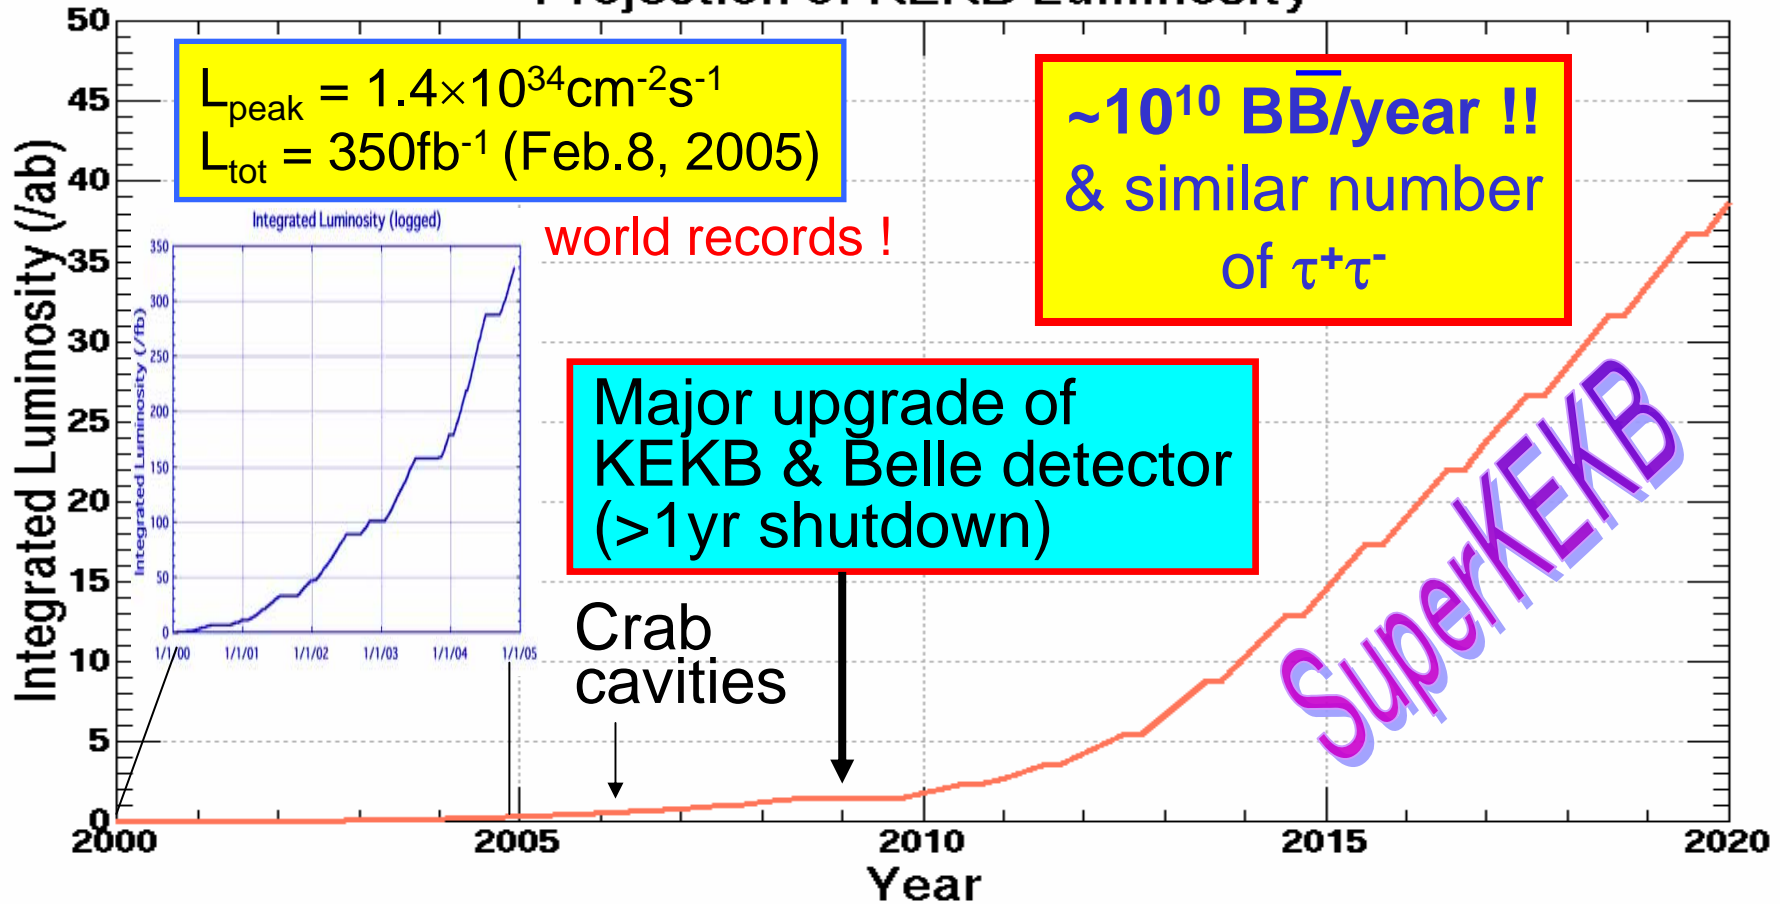 Projection of KEKB Luminosity
50
45
40
35
30
25
20
15
10
5
0
Integrated Luminosity (/ab)
L_peak = 1.4×10³⁴cm⁻²s⁻¹
L_tot = 350fb⁻¹ (Feb.8, 2005)
world records !
~10¹⁰ BB̅/year !!
& similar number
of τ⁺τ⁻
Integrated Luminosity (logged)
Integrated Luminosity (/fb)
350
300
250
200
150
100
50
0
1/1/00 1/1/01 1/1/02 1/1/03 1/1/04 1/1/05
Major upgrade of
KEKB & Belle detector
(>1yr shutdown)
Crab
cavities
SuperKEKB
2000 2005 2010 2015 2020
Year